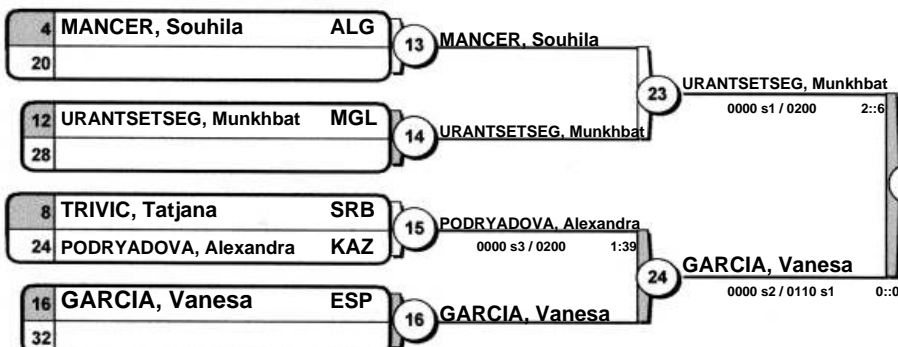 4 MANCER, Souhila ALG
20
13 MANCER, Souhila
12 URANTSETSEG, Munkhbat MGL
28
14 URANTSETSEG, Munkhbat
23 URANTSETSEG, Munkhbat
0000 s1 / 0200 2::6
8 TRIVIC, Tatjana SRB
24 PODRYADOVA, Alexandra KAZ
15 PODRYADOVA, Alexandra
0000 s3 / 0200 1:39
16 GARCIA, Vanesa ESP
32
16 GARCIA, Vanesa
24 GARCIA, Vanesa
0000 s2 / 0110 s1 0::0